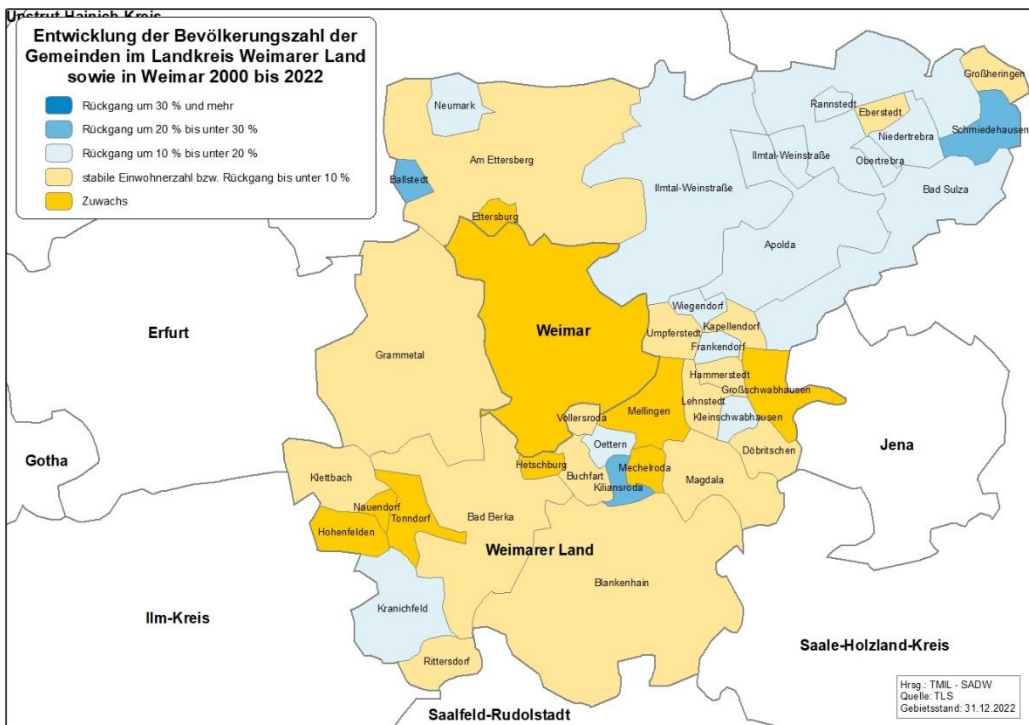 Unstrut-Hainich-Kreis
Entwicklung der Bevölkerungszahl der
Gemeinden im Landkreis Weimarer Land
sowie in Weimar 2000 bis 2022
Rückgang um 30 % und mehr
Rückgang um 20 % bis unter 30 %
Rückgang um 10 % bis unter 20 %
stabile Einwohnerzahl bzw. Rückgang bis unter 10 %
Zuwachs
Neumark
Großheringen
Rannstedt
Eberstedt
Schmiedehausen
Niedertrebra
Am Ettersberg
Ilmtal-Weinstraße
Obertrebra
Ballstedt
Ilmtal-Weinstraße
Bad Sulza
Ettersburg
Apolda
Wiegendorf
Erfurt
Weimar
Umpferstedt
Kapellendorf
Frankendorf
Grammetal
Hammerstedt
Großschwabhausen
Lehnstedt
Mellingen
Vollersroda
Kleinschwabhausen
Oettern
Jena
Döbritschen
Gotha
Hetschburg
Mechelroda
Klettbach
Buchfart
Magdala
Kiliansroda
Nauendorf
Tonndorf
Bad Berka
Hohenfelden
Weimarer Land
Blankenhain
Kranichfeld
Ilm-Kreis
Saale-Holzland-Kreis
Rittersdorf
Saalfeld-Rudolstadt
Hrsg.: TMIL - SADW
Quelle: TLS
Gebietsstand: 31.12.2022